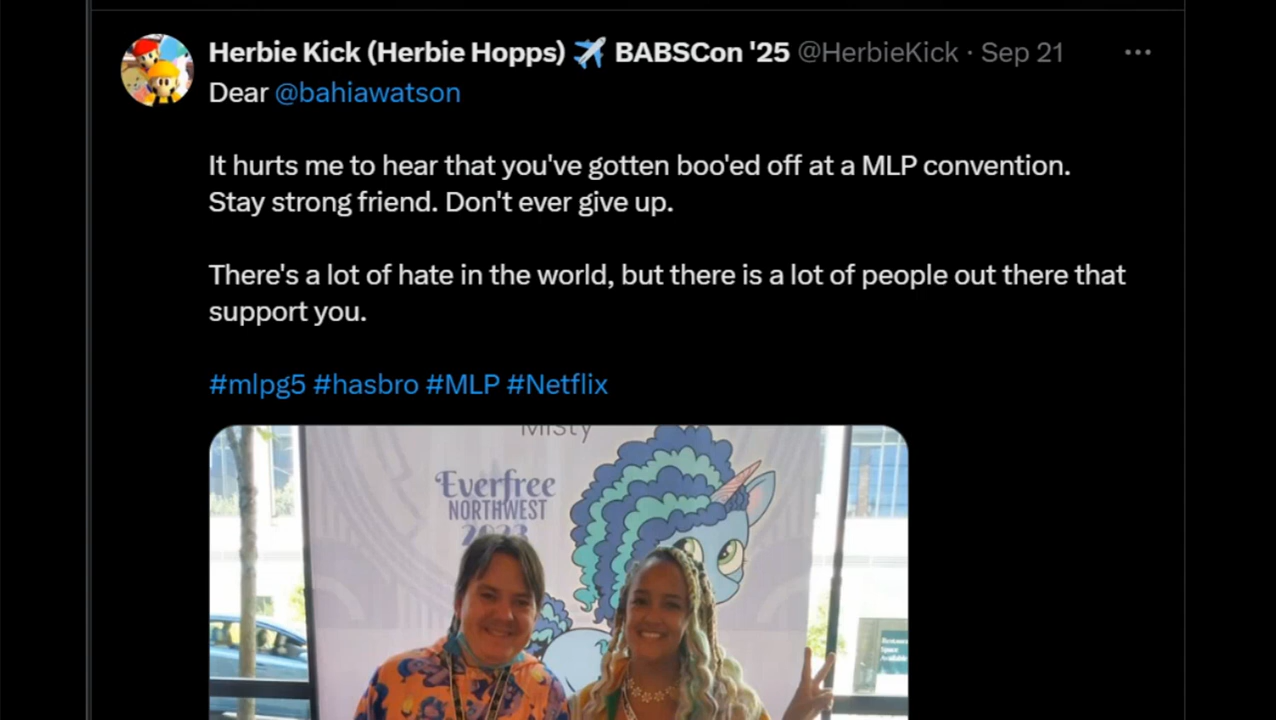 Herbie Kick (Herbie Hopps) ✈️ BABSCon '25 @HerbieKick · Sep 21
Dear @bahiawatson
It hurts me to hear that you've gotten boo'ed off at a MLP convention.
Stay strong friend. Don't ever give up.
There's a lot of hate in the world, but there is a lot of people out there that
support you.
#mlpg5 #hasbro #MLP #Netflix
Misty
Everfree
NORTHWEST
2023